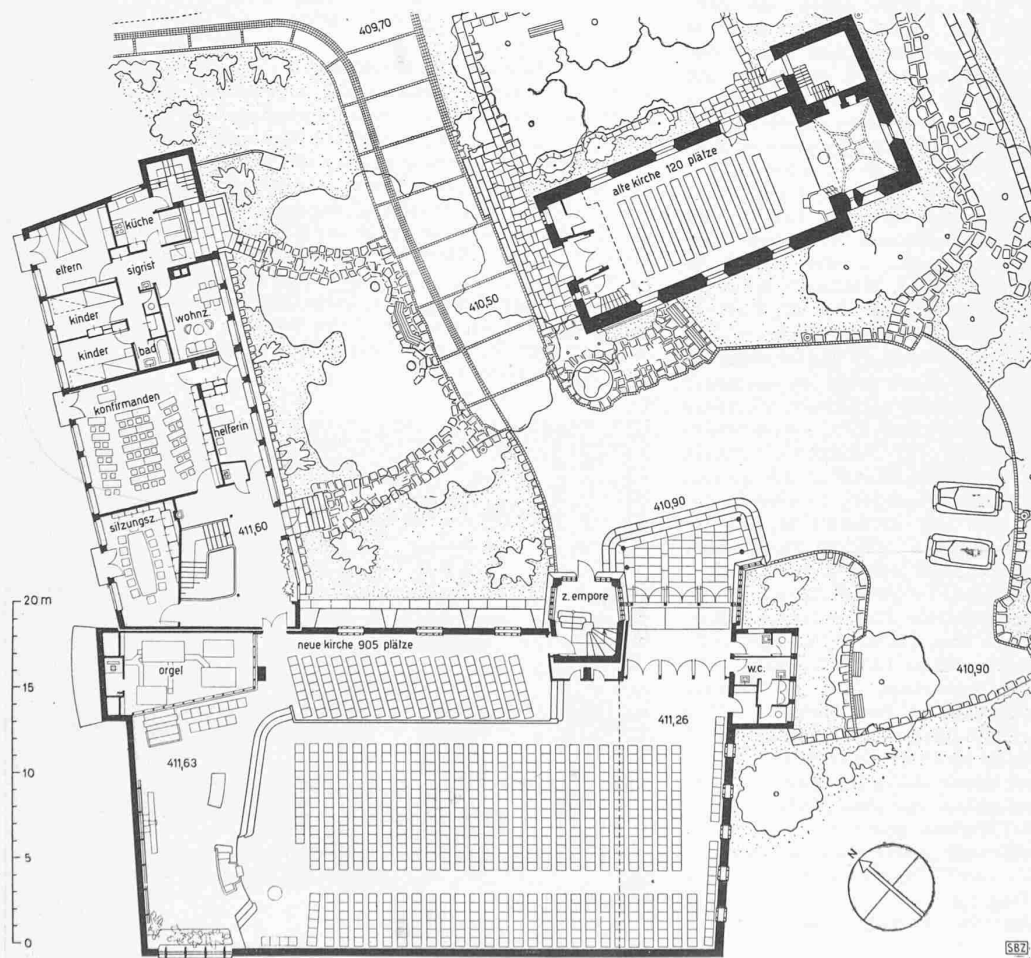 409,70
alte kirche 120 plätze
küche
eltern
sigrist
kinder
wohnz.
410,50
kinder
bad
konfirmanden
helferin
sitzungsz.
411,60
410,90
20 m
z. empore
neue kirche 905 plätze
orgel
w.c.
410,90
15
411,26
411,63
10
5
N
0
SBZ